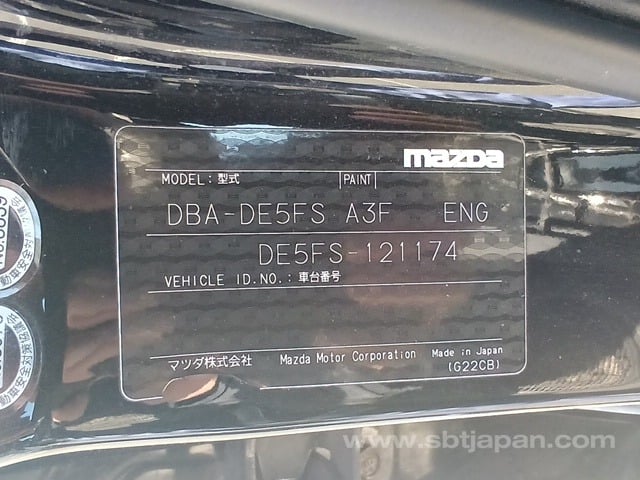 mazda
MODEL: 型式 PAINT
DBA-DE5FS A3F ENG
DE5FS-121174
VEHICLE ID.NO.: 車台番号
マツダ株式会社 Mazda Motor Corporation Made in Japan
(G22CB)
www.sbtjapan.com